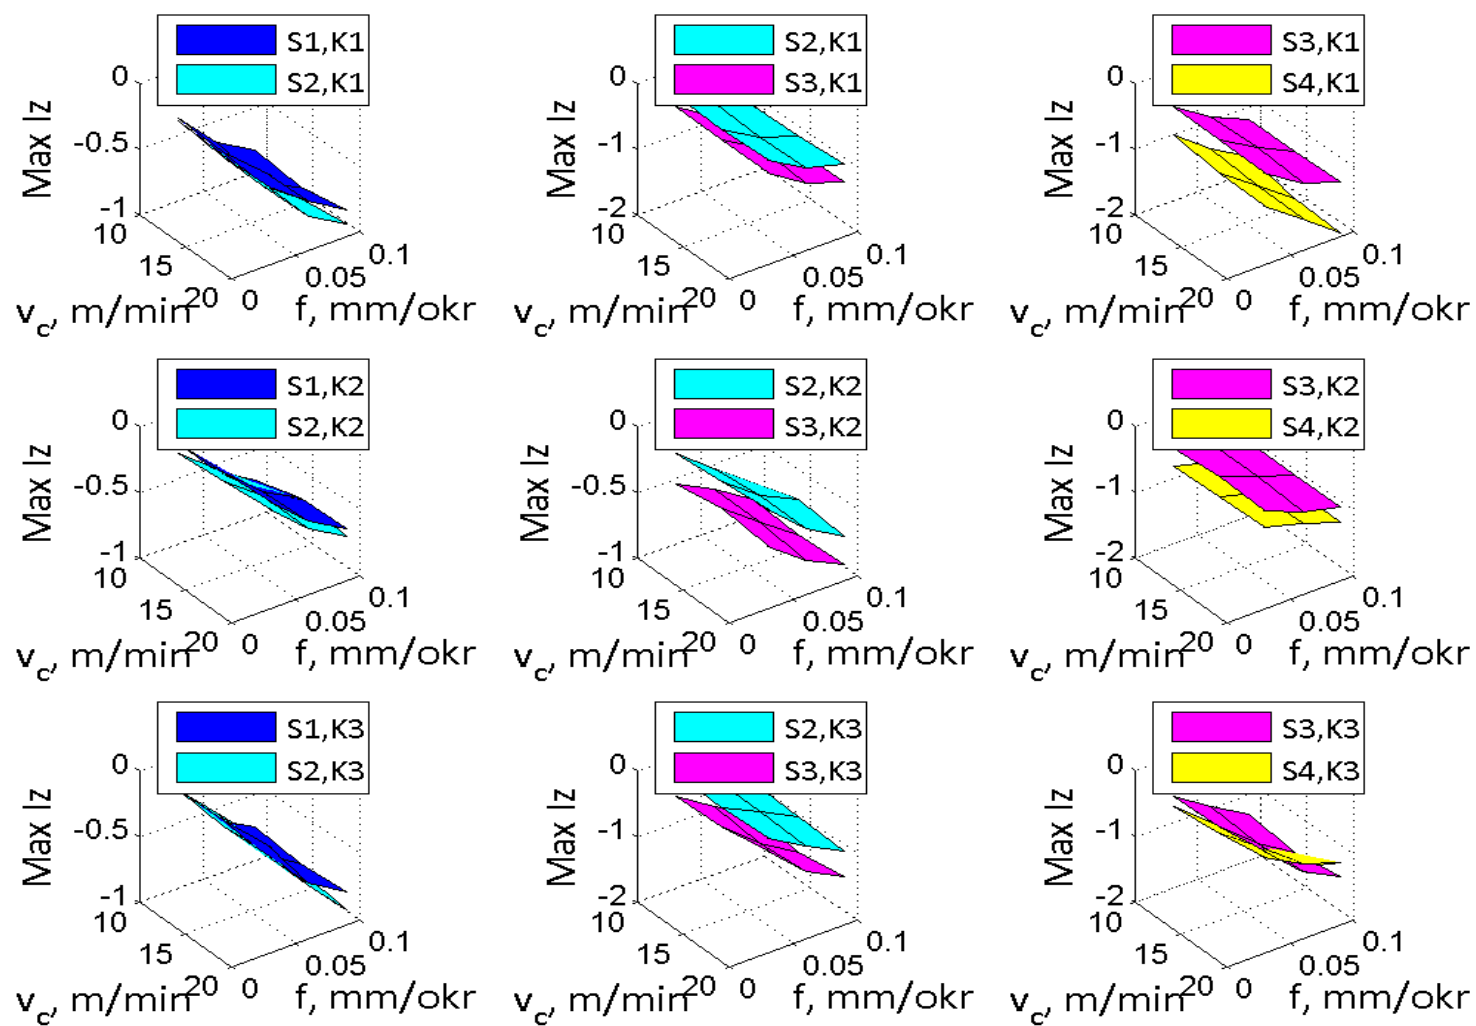 S1,K1
S2,K1
0
-0.5
-1
Max Iz
10
15
20
v_c, m/min
0
0.05
0.1
f, mm/okr
S2,K1
S3,K1
0
-1
-2
Max Iz
10
15
20
v_c, m/min
0
0.05
0.1
f, mm/okr
S3,K1
S4,K1
0
-1
-2
Max Iz
10
15
20
v_c, m/min
0
0.05
0.1
f, mm/okr
S1,K2
S2,K2
0
-0.5
-1
Max Iz
10
15
20
v_c, m/min
0
0.05
0.1
f, mm/okr
S2,K2
S3,K2
0
-0.5
-1
Max Iz
10
15
20
v_c, m/min
0
0.05
0.1
f, mm/okr
S3,K2
S4,K2
0
-1
-2
Max Iz
10
15
20
v_c, m/min
0
0.05
0.1
f, mm/okr
S1,K3
S2,K3
0
-0.5
-1
Max Iz
10
15
20
v_c, m/min
0
0.05
0.1
f, mm/okr
S2,K3
S3,K3
0
-1
-2
Max Iz
10
15
20
v_c, m/min
0
0.05
0.1
f, mm/okr
S3,K3
S4,K3
0
-1
-2
Max Iz
10
15
20
v_c, m/min
0
0.05
0.1
f, mm/okr